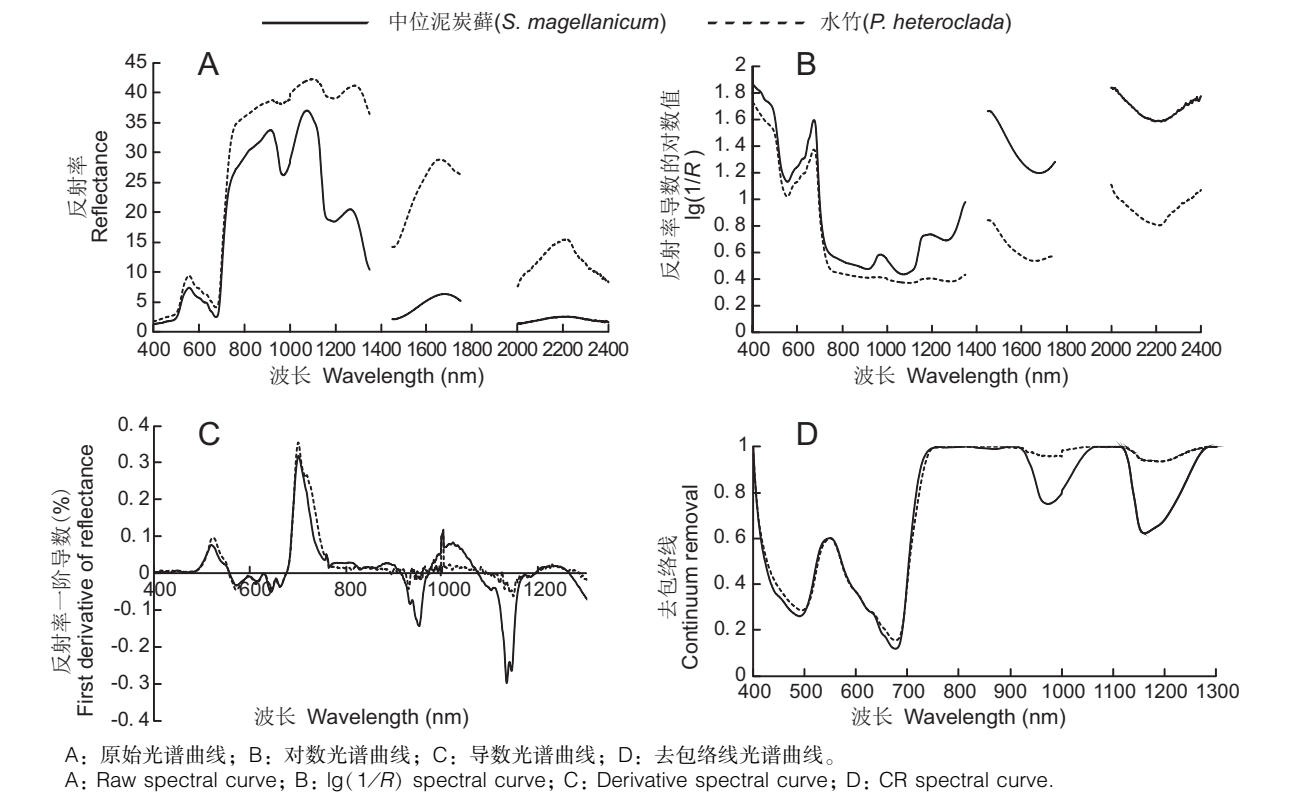 中位泥炭藓(S. magellanicum) 水竹(P. heteroclada)
A
45
40
35
30
25
20
15
10
5
0
反射率
Reflectance
400 600 800 1000 1200 1400 1600 1800 2000 2200 2400
波长 Wavelength (nm)
B
2
1.8
1.6
1.4
1.2
1
0.8
0.6
0.4
0.2
0
反射率导数的对数值
lg(1/R)
400 600 800 1000 1200 1400 1600 1800 2000 2200 2400
波长 Wavelength (nm)
C
0.4
0.3
0.2
0.1
0
-0.1
-0.2
-0.3
-0.4
反射率一阶导数(%)
First derivative of reflectance
400 600 800 1000 1200
波长 Wavelength (nm)
D
1
0.8
0.6
0.4
0.2
0
去包络线
Continuum removal
400 500 600 700 800 900 1000 1100 1200 1300
波长 Wavelength (nm)
A：原始光谱曲线；B：对数光谱曲线；C：导数光谱曲线；D：去包络线光谱曲线。
A：Raw spectral curve；B：lg(1/R) spectral curve；C：Derivative spectral curve；D：CR spectral curve.